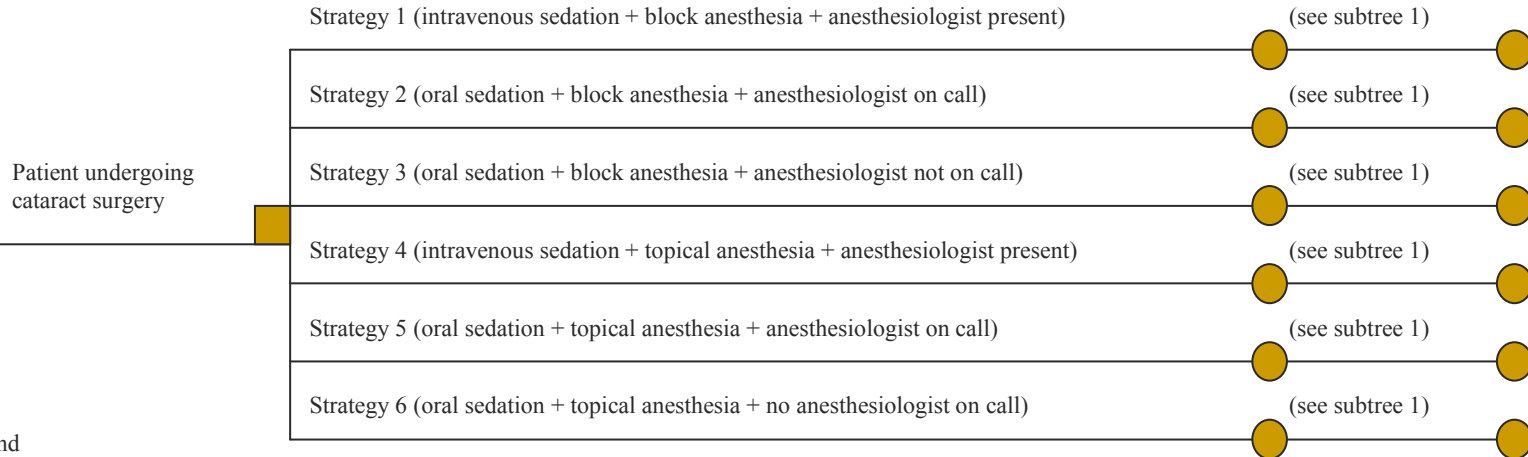 Strategy 1 (intravenous sedation + block anesthesia + anesthesiologist present) (see subtree 1)
Strategy 2 (oral sedation + block anesthesia + anesthesiologist on call) (see subtree 1)
Patient undergoing
cataract surgery
Strategy 3 (oral sedation + block anesthesia + anesthesiologist not on call) (see subtree 1)
Strategy 4 (intravenous sedation + topical anesthesia + anesthesiologist present) (see subtree 1)
Strategy 5 (oral sedation + topical anesthesia + anesthesiologist on call) (see subtree 1)
Strategy 6 (oral sedation + topical anesthesia + no anesthesiologist on call) (see subtree 1)